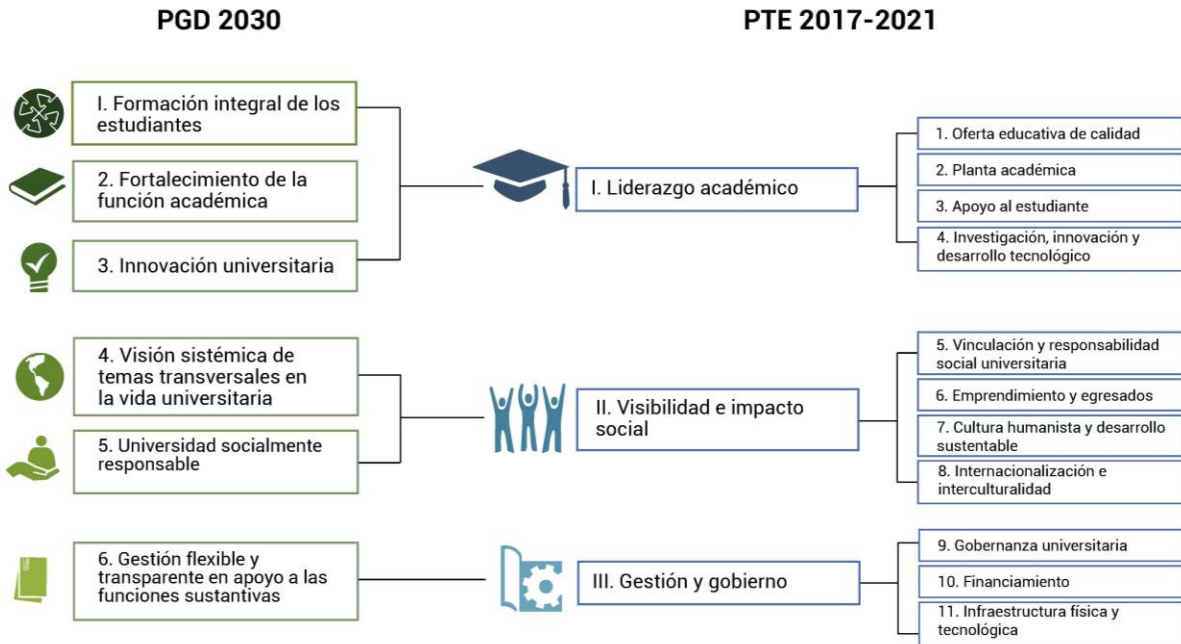 PGD 2030
PTE 2017-2021
I. Formación integral de los
estudiantes
2. Fortalecimiento de la
función académica
3. Innovación universitaria
I. Liderazgo académico
1. Oferta educativa de calidad
2. Planta académica
3. Apoyo al estudiante
4. Investigación, innovación y
desarrollo tecnológico
4. Visión sistémica de
temas transversales en
la vida universitaria
5. Universidad socialmente
responsable
II. Visibilidad e impacto
social
5. Vinculación y responsabilidad
social universitaria
6. Emprendimiento y egresados
7. Cultura humanista y desarrollo
sustentable
8. Internacionalización e
interculturalidad
6. Gestión flexible y
transparente en apoyo a las
funciones sustantivas
III. Gestión y gobierno
9. Gobernanza universitaria
10. Financiamiento
11. Infraestructura física y
tecnológica